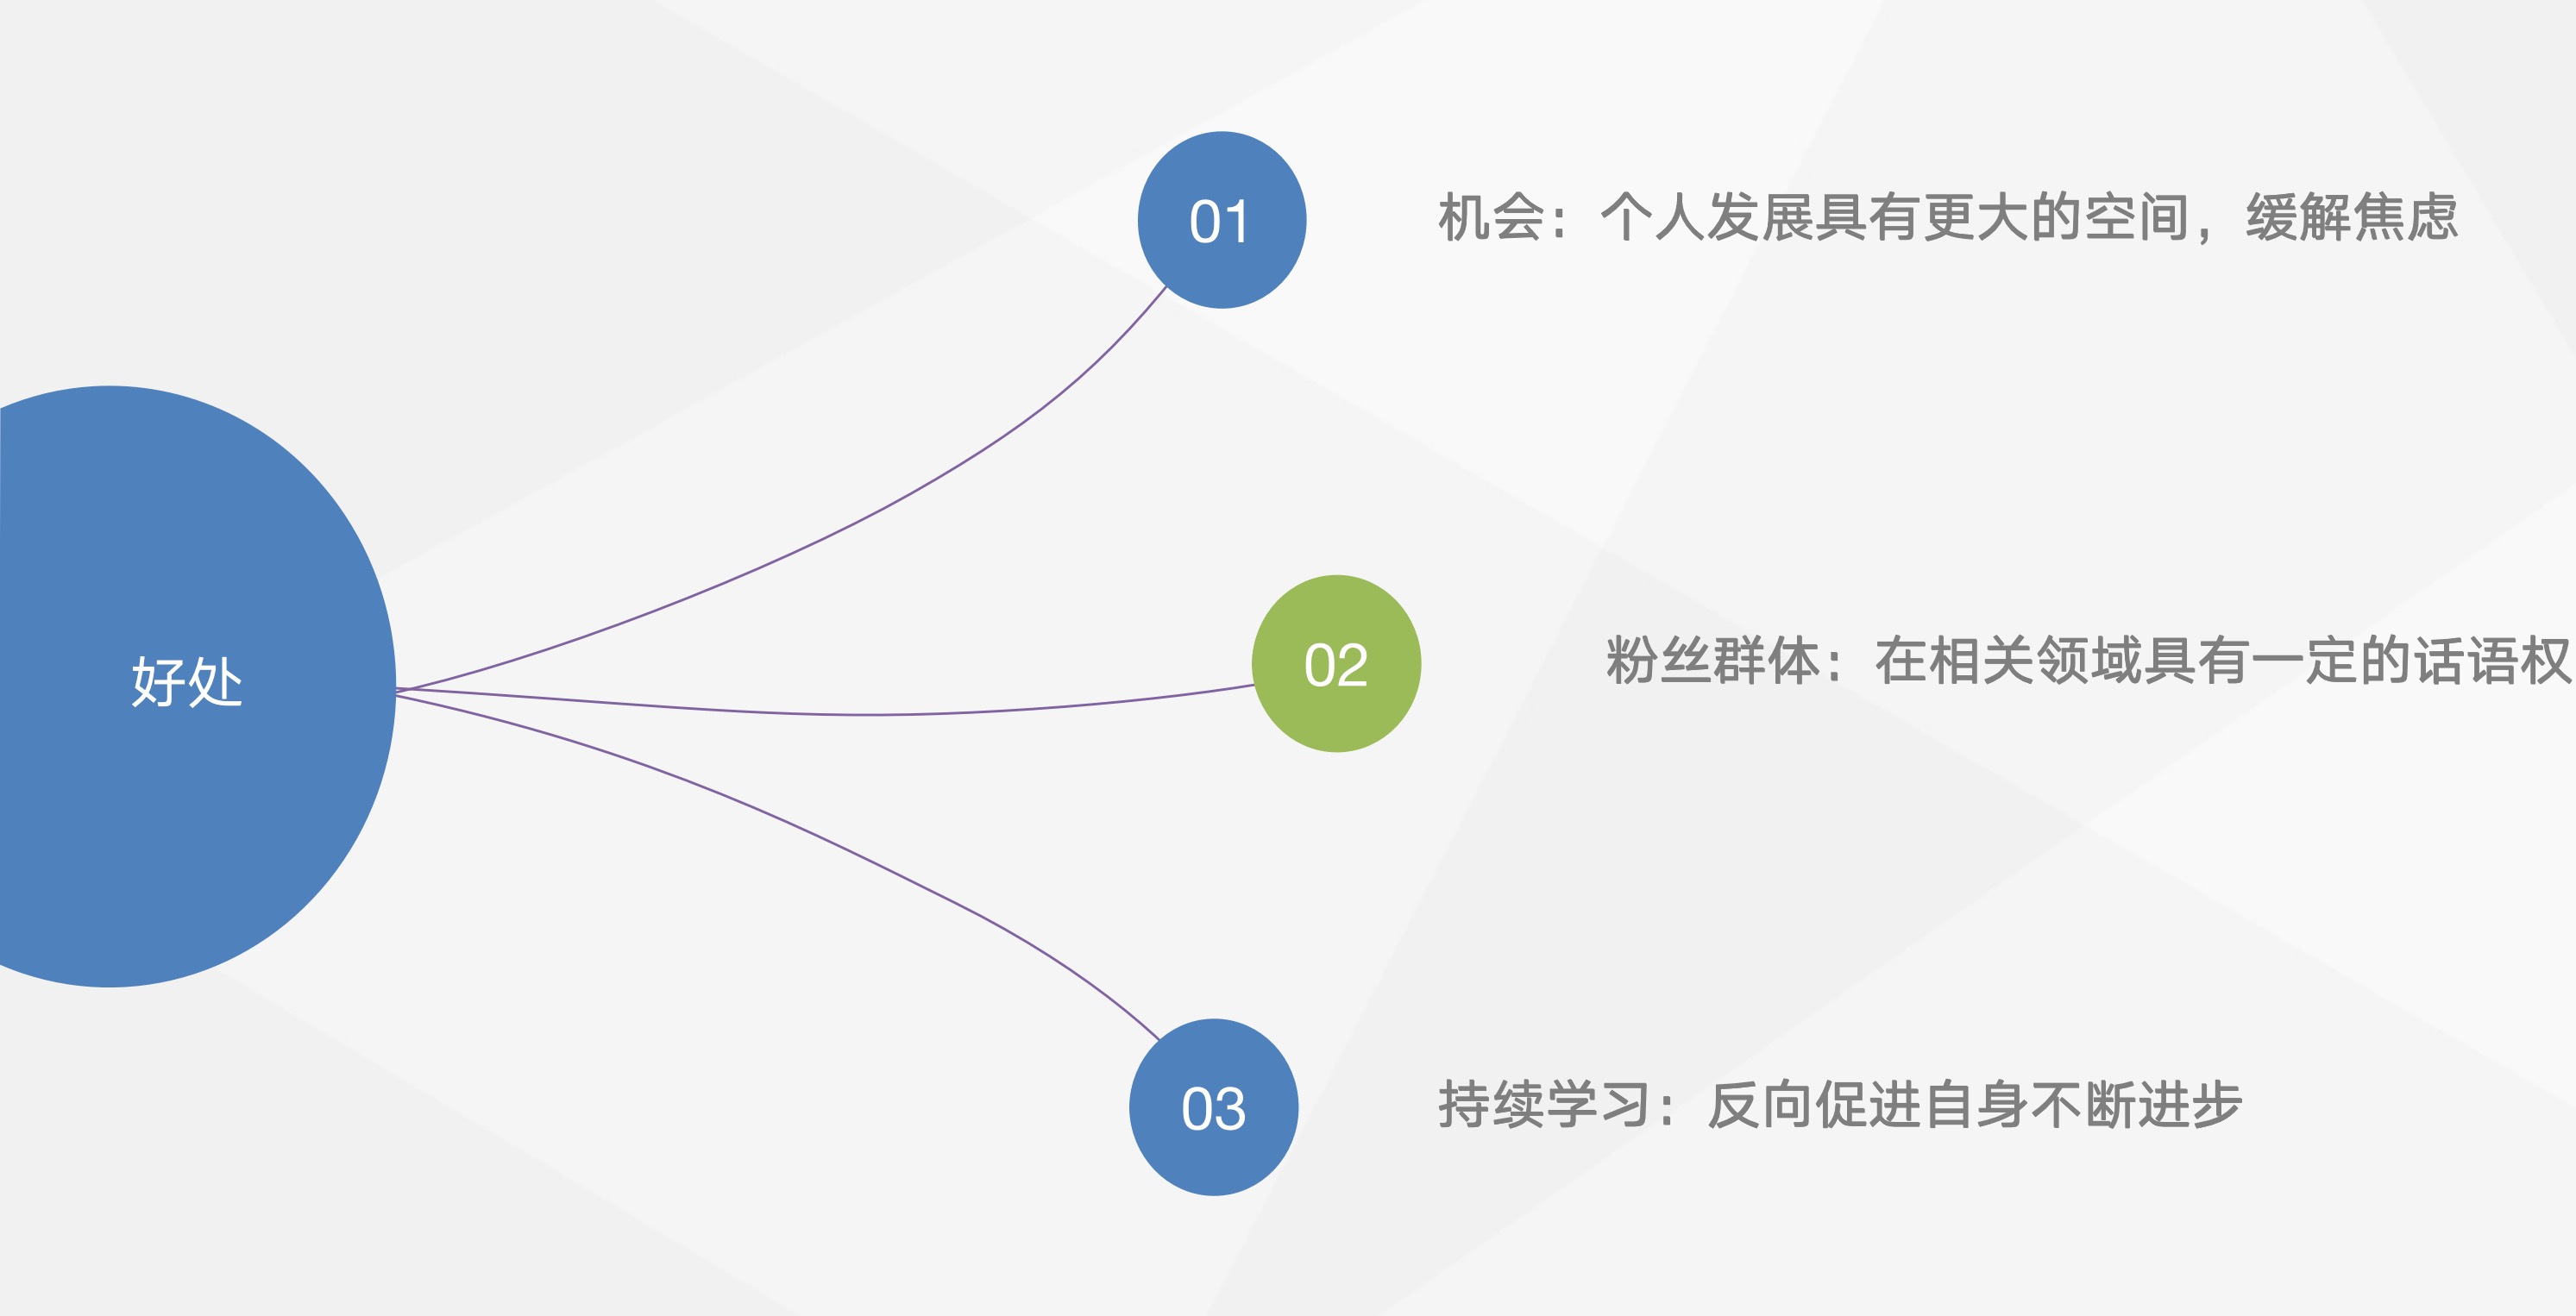 好处
01
机会：个人发展具有更大的空间，缓解焦虑
02
粉丝群体：在相关领域具有一定的话语权
03
持续学习：反向促进自身不断进步